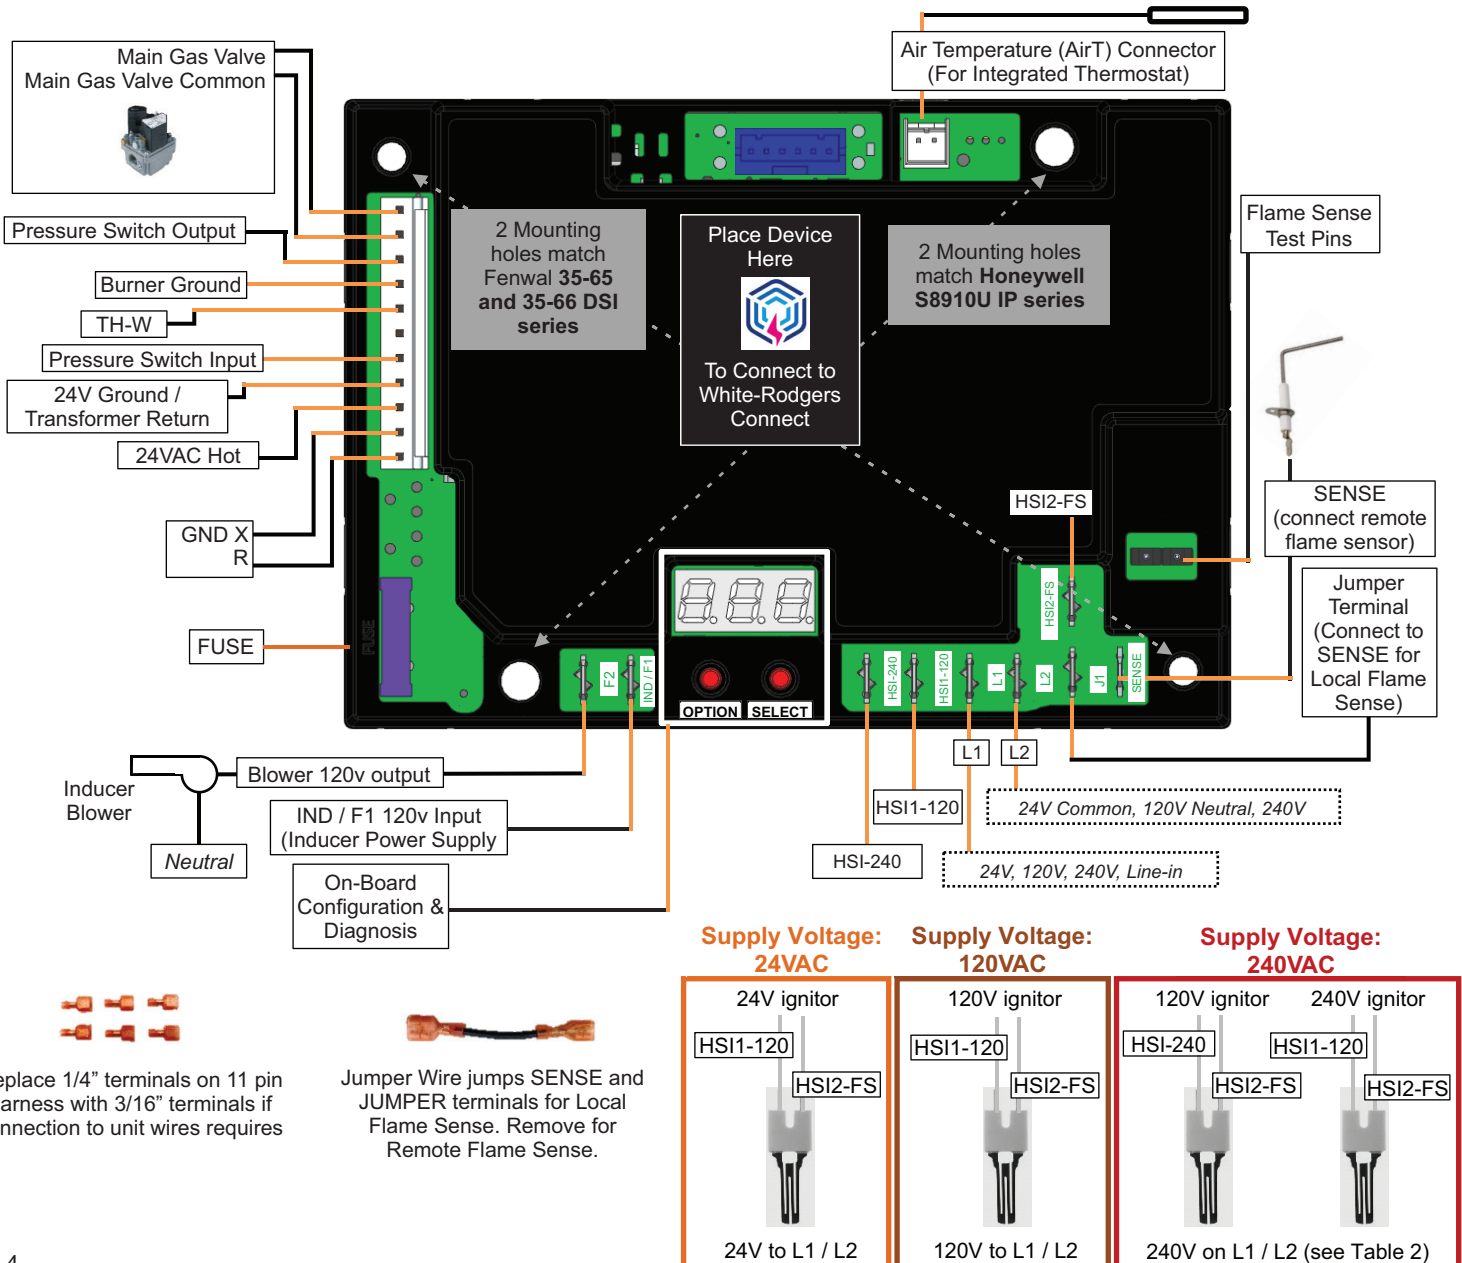 Main Gas Valve
Main Gas Valve Common
Air Temperature (AirT) Connector
(For Integrated Thermostat)
Pressure Switch Output
Burner Ground
TH-W
Pressure Switch Input
24V Ground /
Transformer Return
24VAC Hot
GND X
R
FUSE
FUSE
2 Mounting
holes match
Fenwal 35-65
and 35-66 DSI
series
Place Device
Here
To Connect to
White-Rodgers
Connect
2 Mounting holes
match Honeywell
S8910U IP series
Flame Sense
Test Pins
SENSE
(connect remote
flame sensor)
Jumper
Terminal
(Connect to
SENSE for
Local Flame
Sense)
HSI2-FS
HSI2-FS
F2
IND / F1
8.8.8
OPTION
SELECT
HSI-240
HSI1-120
L1
L2
J1
SENSE
L1
L2
HSI1-120
HSI-240
24V Common, 120V Neutral, 240V
24V, 120V, 240V, Line-in
Inducer
Blower
Blower 120v output
Neutral
IND / F1 120v Input
(Inducer Power Supply
On-Board
Configuration &
Diagnosis
eplace 1/4” terminals on 11 pin
arness with 3/16” terminals if
nnection to unit wires requires
Jumper Wire jumps SENSE and
JUMPER terminals for Local
Flame Sense. Remove for
Remote Flame Sense.
Supply Voltage:
24VAC
24V ignitor
HSI1-120
HSI2-FS
24V to L1 / L2
Supply Voltage:
120VAC
120V ignitor
HSI1-120
HSI2-FS
120V to L1 / L2
Supply Voltage:
240VAC
120V ignitor
240V ignitor
HSI-240
HSI2-FS
HSI1-120
HSI2-FS
240V on L1 / L2 (see Table 2)
4